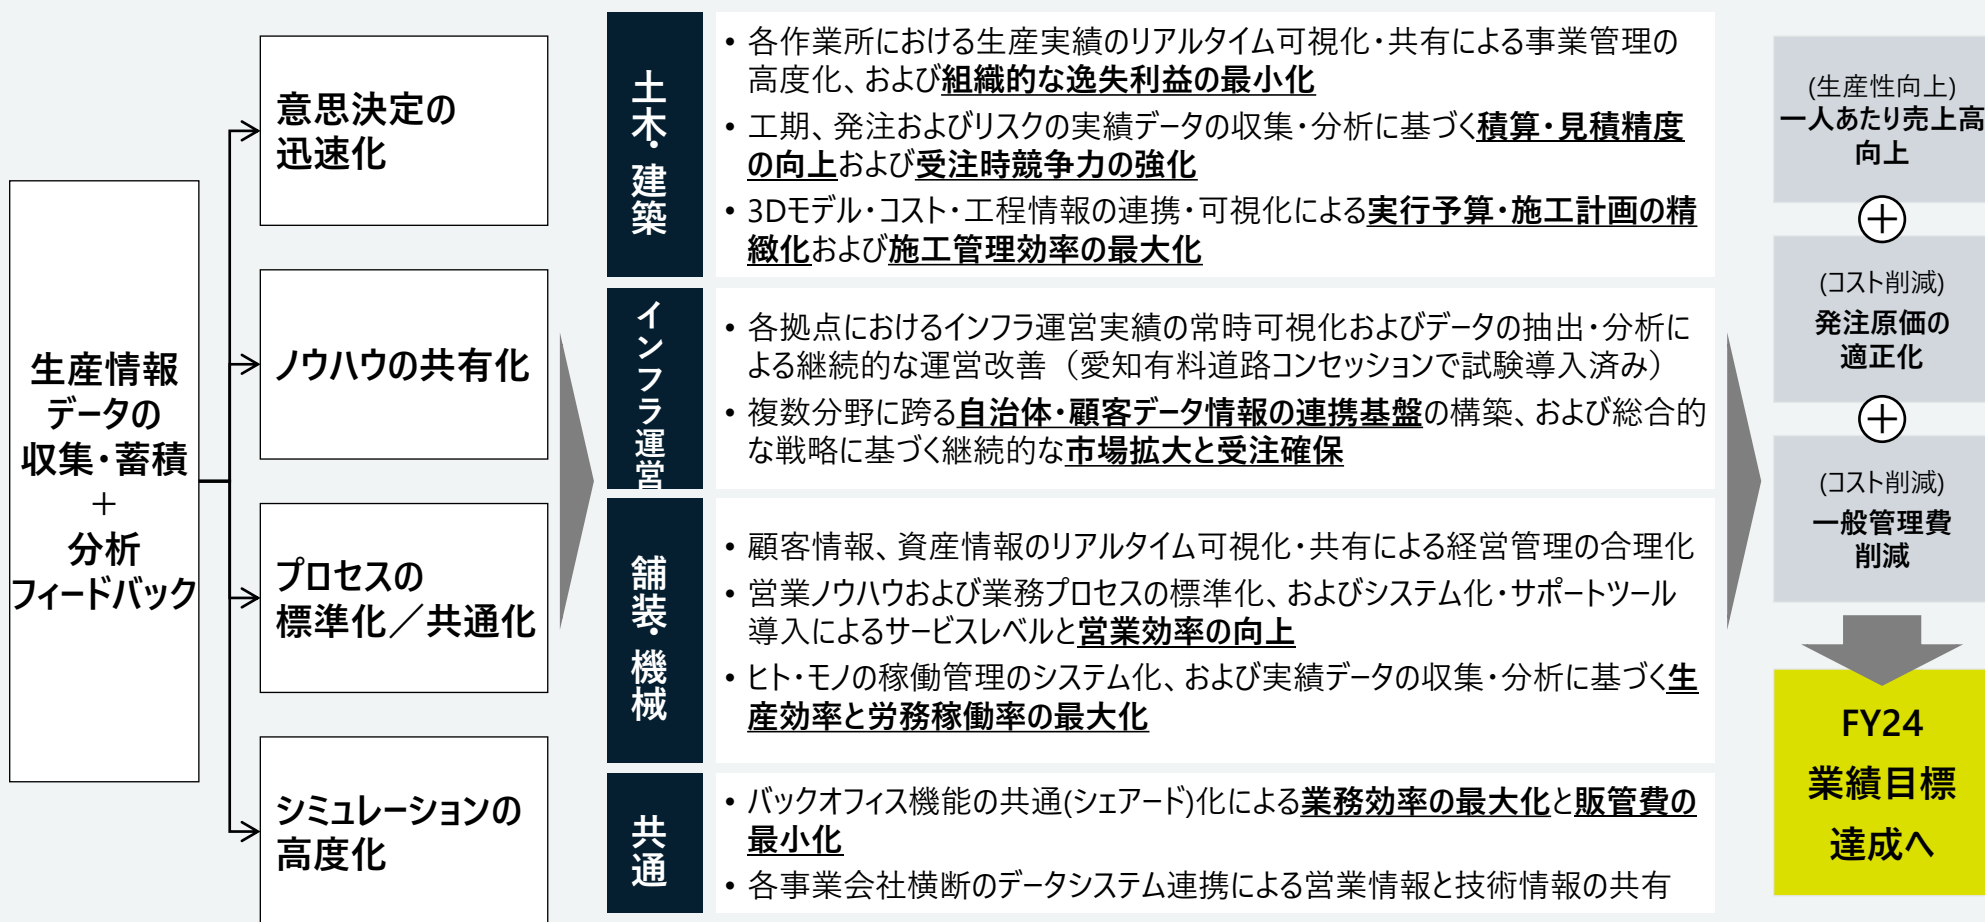 生産情報
データの
収集・蓄積
＋
分析
フィードバック
意思決定の
迅速化
ノウハウの共有化
プロセスの
標準化／共通化
シミュレーションの
高度化
土木・建築
• 各作業所における生産実績のリアルタイム可視化・共有による事業管理の
高度化、および組織的な逸失利益の最小化
• 工期、発注およびリスクの実績データの収集・分析に基づく積算・見積精度
の向上および受注時競争力の強化
• 3Dモデル・コスト・工程情報の連携・可視化による実行予算・施工計画の精
緻化および施工管理効率の最大化
インフラ運営
• 各拠点におけるインフラ運営実績の常時可視化およびデータの抽出・分析に
よる継続的な運営改善（愛知有料道路コンセッションで試験導入済み）
• 複数分野に跨る自治体・顧客データ情報の連携基盤の構築、および総合的
な戦略に基づく継続的な市場拡大と受注確保
舗装・機械
• 顧客情報、資産情報のリアルタイム可視化・共有による経営管理の合理化
• 営業ノウハウおよび業務プロセスの標準化、およびシステム化・サポートツール
導入によるサービスレベルと営業効率の向上
• ヒト・モノの稼働管理のシステム化、および実績データの収集・分析に基づく生
産効率と労務稼働率の最大化
共通
• バックオフィス機能の共通(シェアード)化による業務効率の最大化と販管費の
最小化
• 各事業会社横断のデータシステム連携による営業情報と技術情報の共有
(生産性向上)
一人あたり売上高
向上
＋
(コスト削減)
発注原価の
適正化
＋
(コスト削減)
一般管理費
削減
FY24
業績目標
達成へ